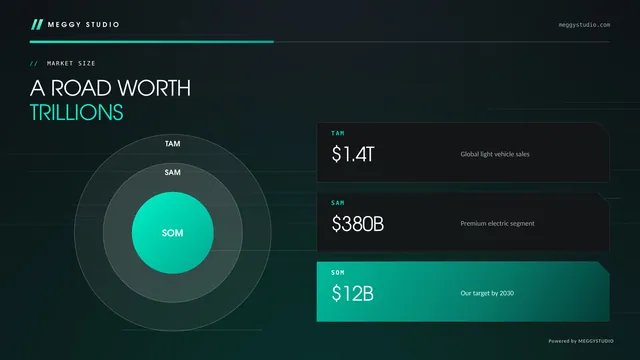 MEGGY STUDIO
meggystudio.com
// MARKET SIZE
A ROAD WORTH
TRILLIONS
TAM
SAM
SOM
TAM
$1.4T
Global light vehicle sales
SAM
$380B
Premium electric segment
SOM
$12B
Our target by 2030
Powered by MEGGYSTUDIO